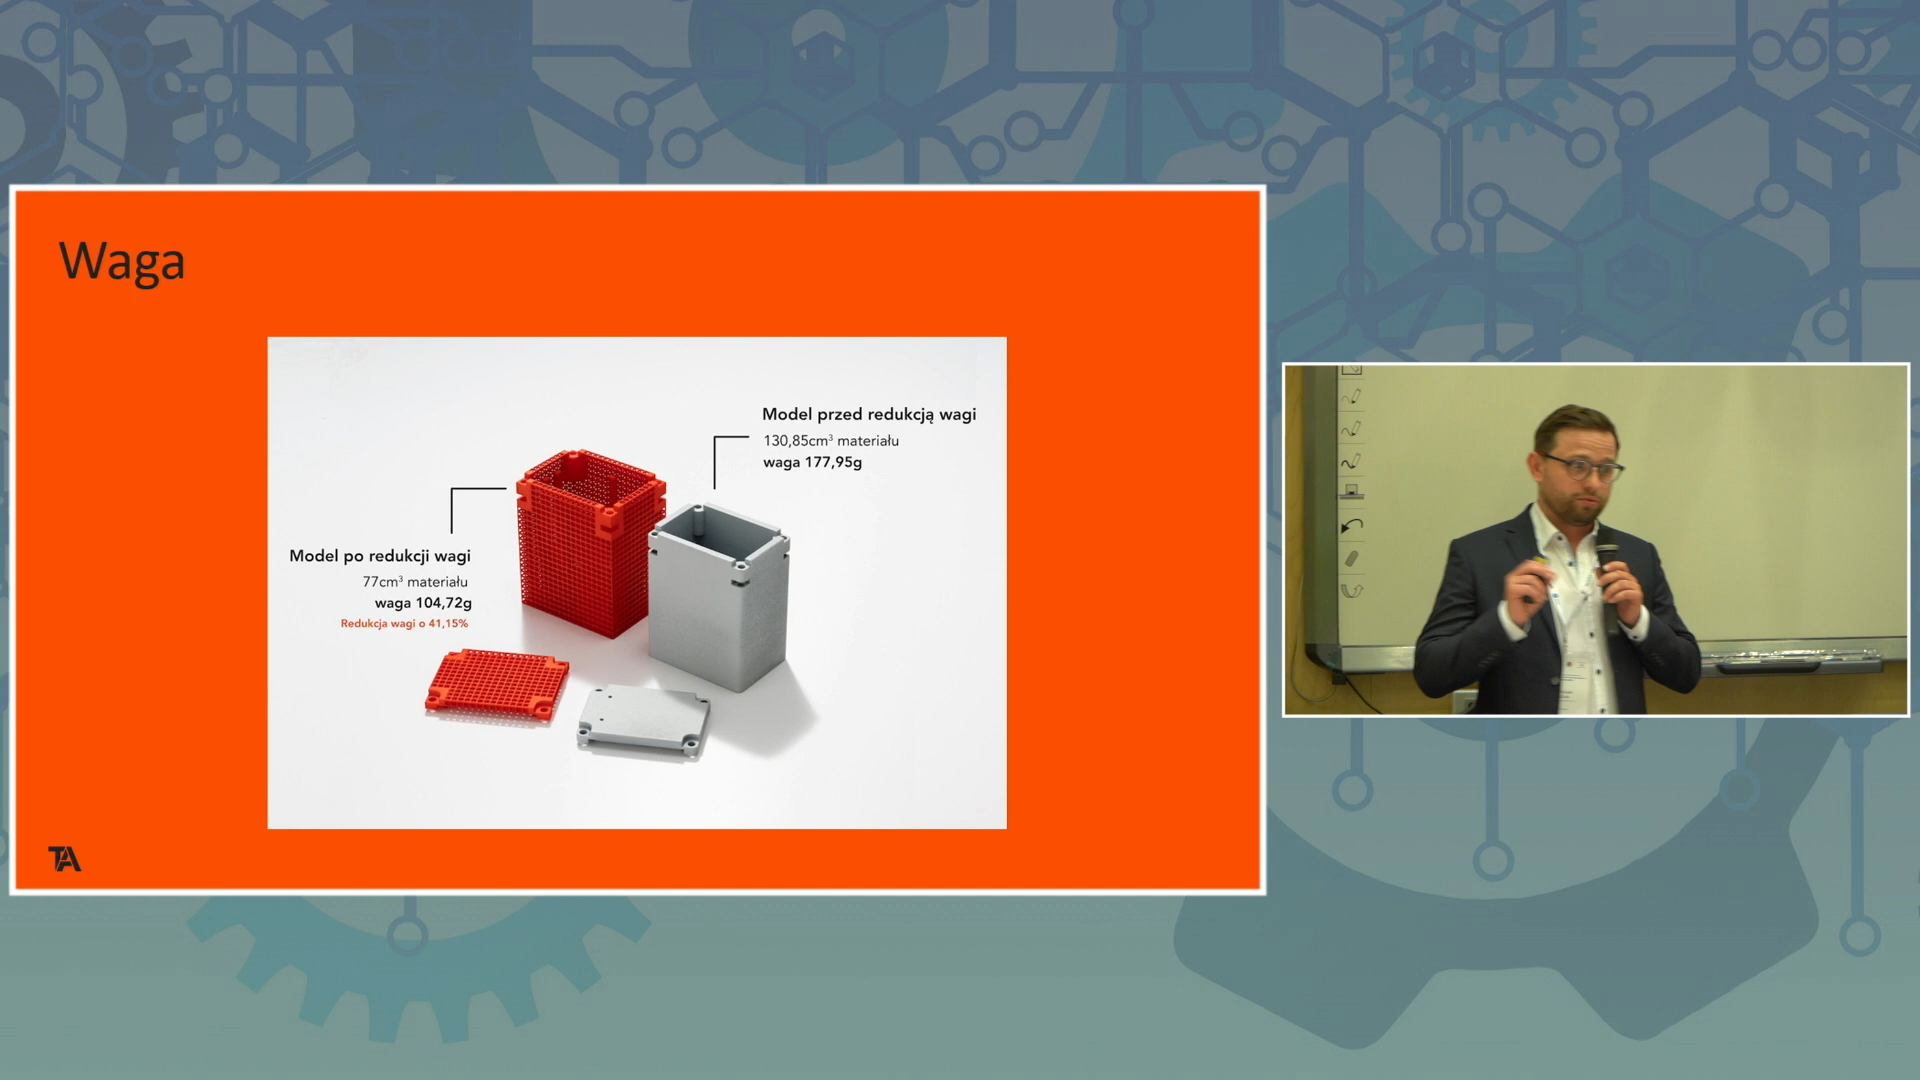 Waga
Model przed redukcją wagi
130,85cm³ materiału
waga 177,95g
Model po redukcji wagi
77cm³ materiału
waga 104,72g
Redukcja wagi o 41,15%
TA